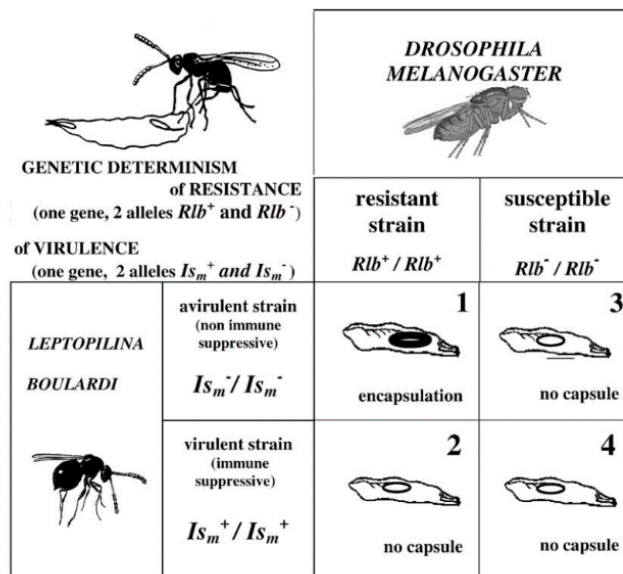 DROSOPHILA
MELANOGASTER
GENETIC DETERMINISM
of RESISTANCE
(one gene, 2 alleles Rlb⁺ and Rlb⁻)
of VIRULENCE
(one gene, 2 alleles Isₘ⁺ and Isₘ⁻)
resistant
strain
Rlb⁺ / Rlb⁺
susceptible
strain
Rlb⁻ / Rlb⁻
LEPTOPILINA
BOULARDI
avirulent strain
(non immune
suppressive)
Isₘ⁻/ Isₘ⁻
1
encapsulation
3
no capsule
virulent strain
(immune
suppressive)
Isₘ⁺/ Isₘ⁺
2
no capsule
4
no capsule